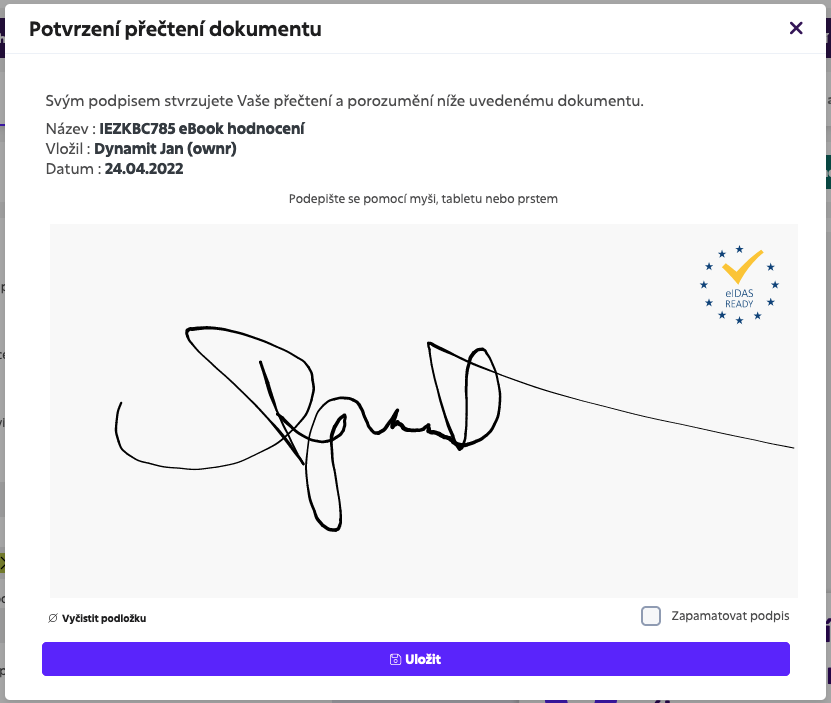 Potvrzení přečtení dokumentu
Svým podpisem stvrzujete Vaše přečtení a porozumění níže uvedenému dokumentu.
Název : IEZKBC785 eBook hodnocení
Vložil : Dynamit Jan (ownr)
Datum : 24.04.2022
Podepište se pomocí myši, tabletu nebo prstem
eIDAS
READY
Vyčistit podložku
Zapamatovat podpis
Uložit